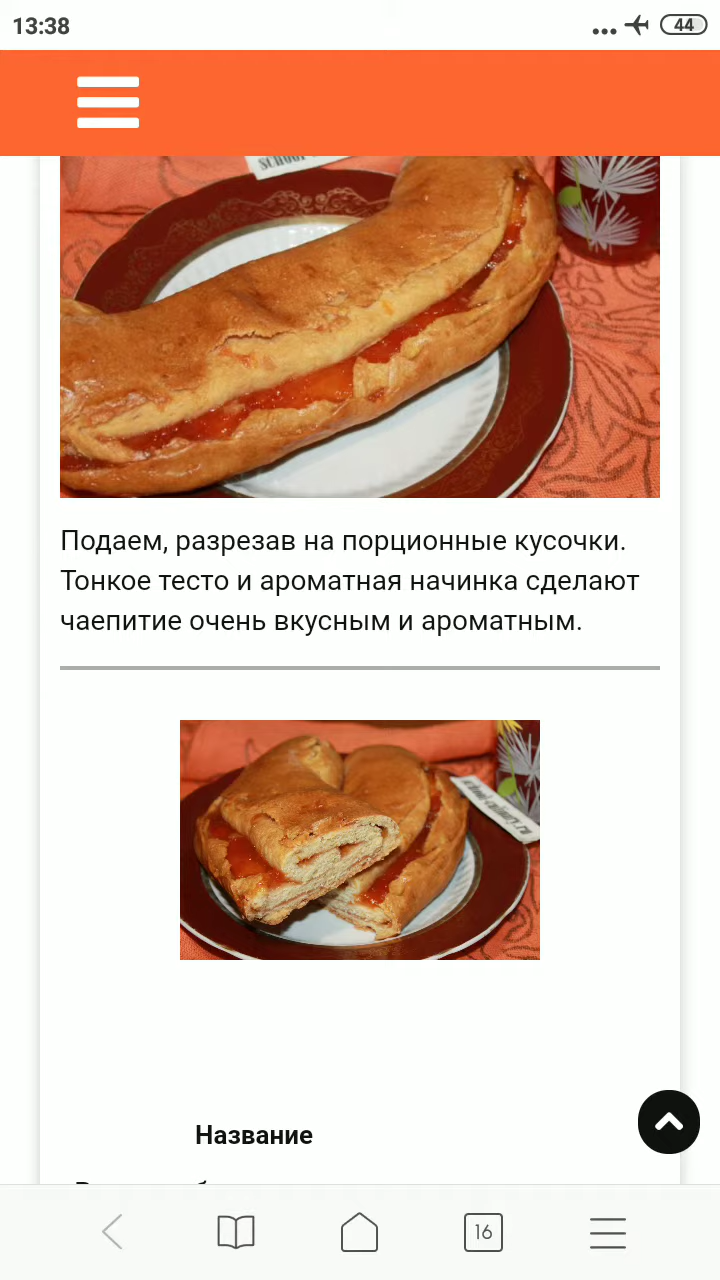 13:38
44
SCHOOL
Подаем, разрезав на порционные кусочки.
Тонкое тесто и ароматная начинка сделают
чаепитие очень вкусным и ароматным.
Название
16